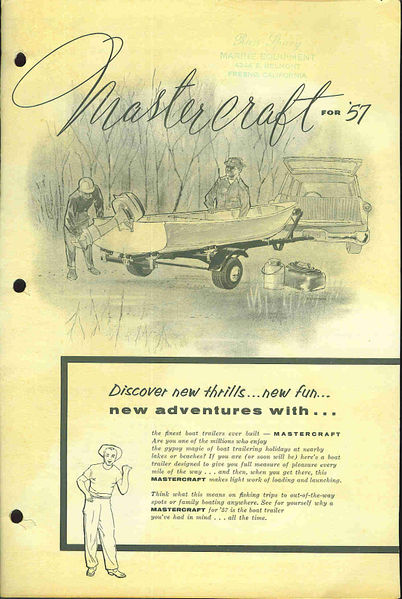 Ray Spacy
MARINE EQUIPMENT
4244 E. BELMONT
FRESNO, CALIFORNIA
Mastercraft FOR '57
Discover new thrills...new fun...
new adventures with...
the finest boat trailers ever built — MASTERCRAFT
Are you one of the millions who enjoy
the gypsy magic of boat trailering holidays at nearby
lakes or beaches? If you are (or soon will be) here's a boat
trailer designed to give you full measure of pleasure every
mile of the way . . . and then, when you get there, this
MASTERCRAFT makes light work of loading and launching.
Think what this means on fishing trips to out-of-the-way
spots or family boating anywhere. See for yourself why a
MASTERCRAFT for '57 is the boat trailer
you've had in mind . . . all the time.